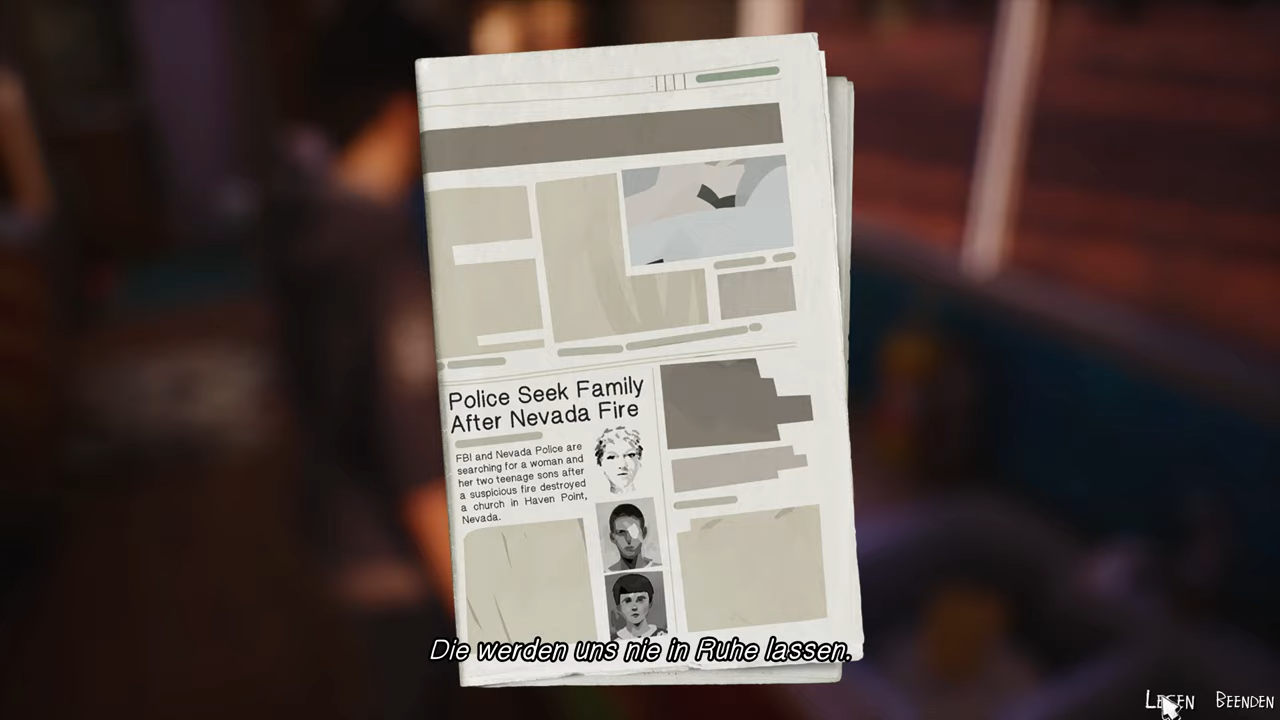 Police Seek Family
After Nevada Fire
FBI and Nevada Police are
searching for a woman and
her two teenage sons after
a suspicious fire destroyed
a church in Haven Point,
Nevada.
Die werden uns nie in Ruhe lassen.
LESEN BEENDEN